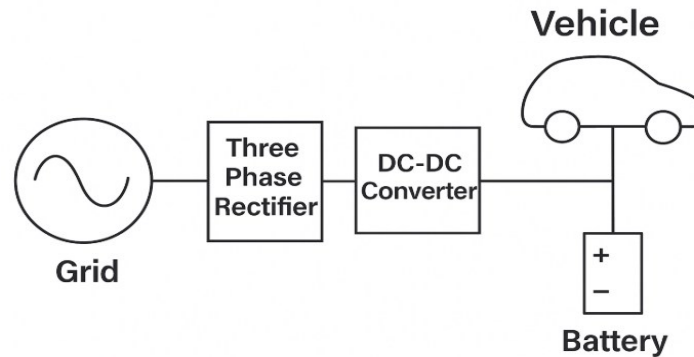 Vehicle
Three
Phase
Rectifier
DC-DC
Converter
Grid
+
−
Battery